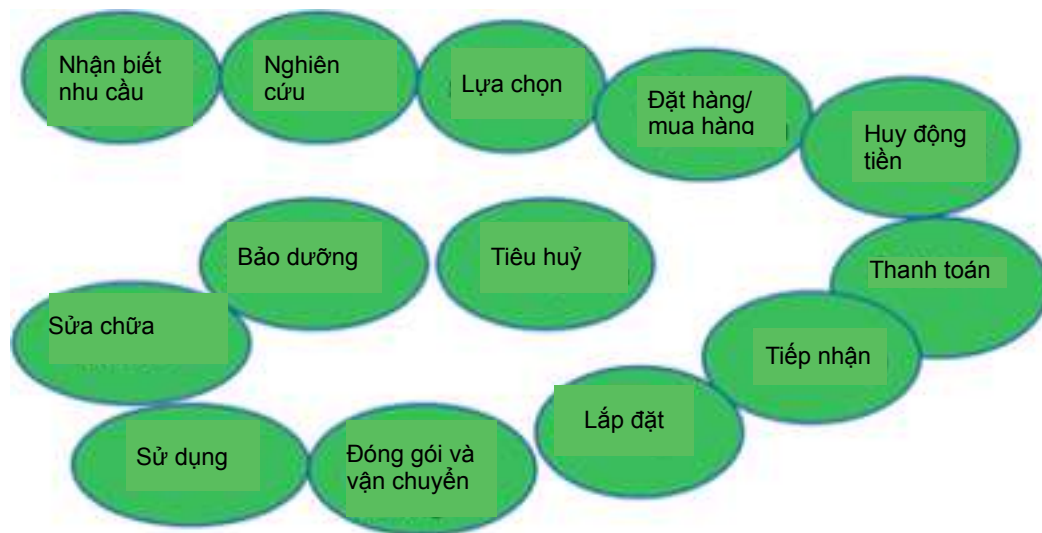 Nhận biết
nhu cầu
Nghiên
cứu
Lựa chọn
Đặt hàng/
mua hàng
Huy động
tiền
Thanh toán
Tiếp nhận
Lắp đặt
Đóng gói và
vận chuyển
Sử dụng
Sửa chữa
Bảo dưỡng
Tiêu huỷ